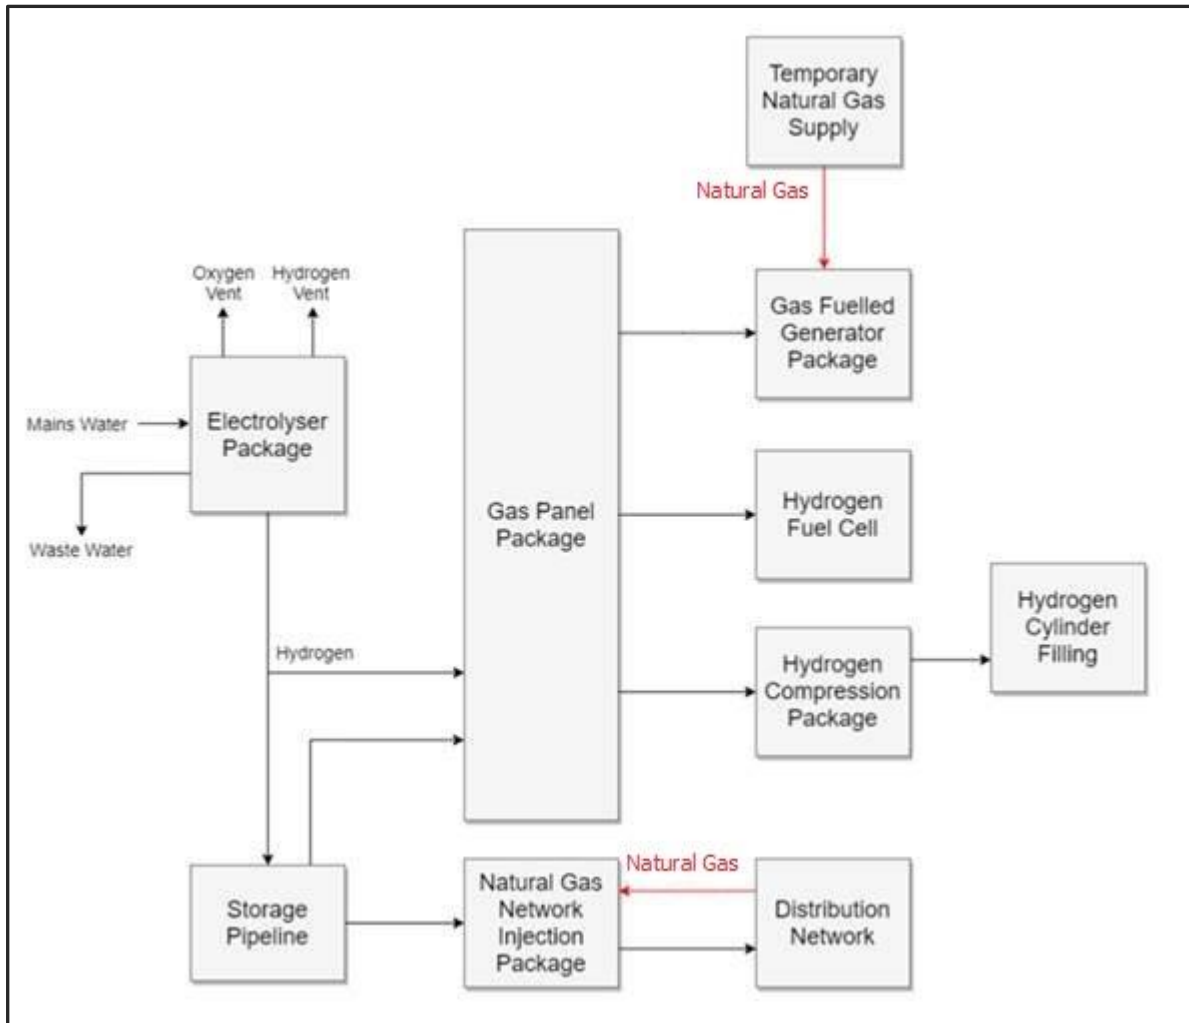 Temporary
Natural Gas
Supply
Natural Gas
Oxygen
Vent
Hydrogen
Vent
Gas Fuelled
Generator
Package
Mains Water
Electrolyser
Package
Waste Water
Gas Panel
Package
Hydrogen
Fuel Cell
Hydrogen
Cylinder
Filling
Hydrogen
Hydrogen
Compression
Package
Storage
Pipeline
Natural Gas
Network
Injection
Package
Natural Gas
Distribution
Network